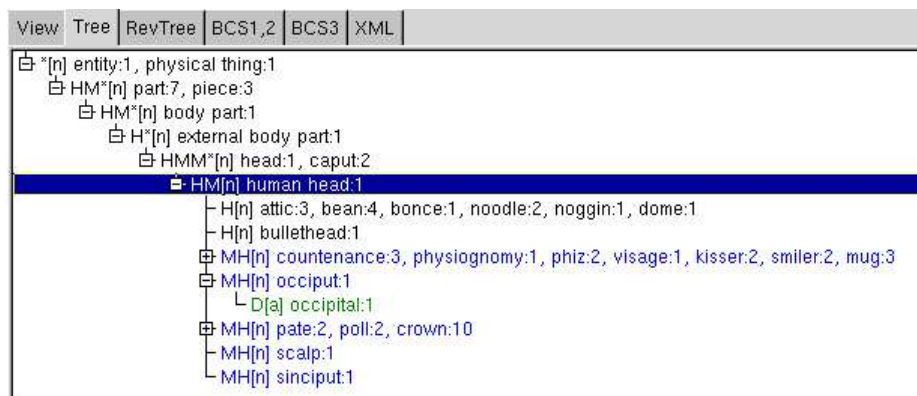 View Tree RevTree BCS1,2 BCS3 XML
*[n] entity:1, physical thing:1
HM*[n] part:7, piece:3
HM*[n] body part:1
H*[n] external body part:1
HMM*[n] head:1, caput:2
HM[n] human head:1
H[n] attic:3, bean:4, bonce:1, noodle:2, noggin:1, dome:1
H[n] bullethead:1
MH[n] countenance:3, physiognomy:1, phiz:2, visage:1, kisser:2, smiler:2, mug:3
MH[n] occiput:1
D[a] occipital:1
MH[n] pate:2, poll:2, crown:10
MH[n] scalp:1
MH[n] sinciput:1